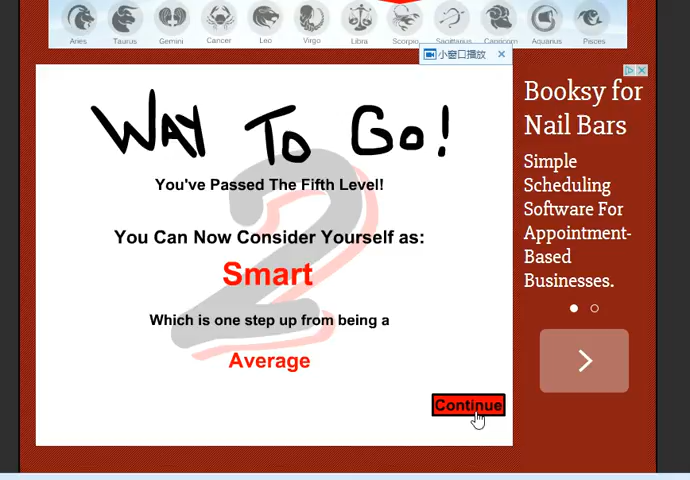 Aries Taurus Gemini Cancer Leo Virgo Libra Scorpio Sagittarius Capricorn Aquarius Pisces
小窗口播放
Way To Go!
2
You've Passed The Fifth Level!
You Can Now Consider Yourself as:
Smart
Which is one step up from being a
Average
Continue
Booksy for
Nail Bars
Simple
Scheduling
Software For
Appointment-
Based
Businesses.